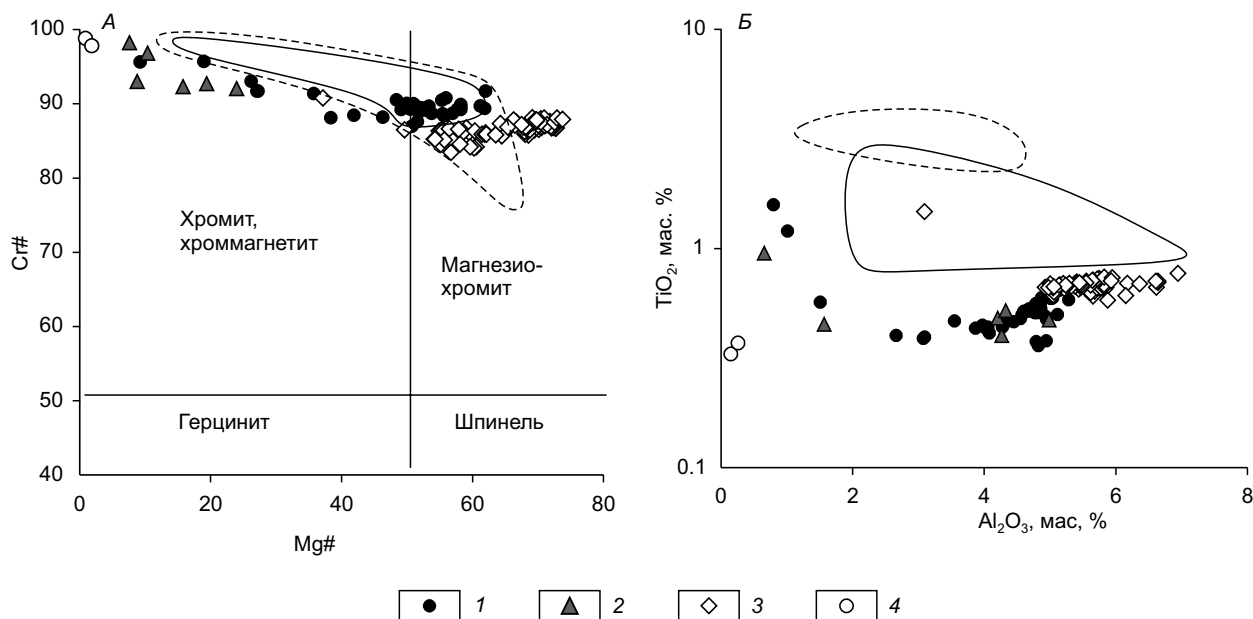 А
100
90
80
70
60
50
40
Cr#
0
20
40
60
80
Mg#
Хромит,
хроммагнетит
Магнезио-
хромит
Герцинит
Шпинель
Б
10
1
0.1
TiO₂, мас. %
0
2
4
6
8
Al₂O₃, мас, %
1
2
3
4